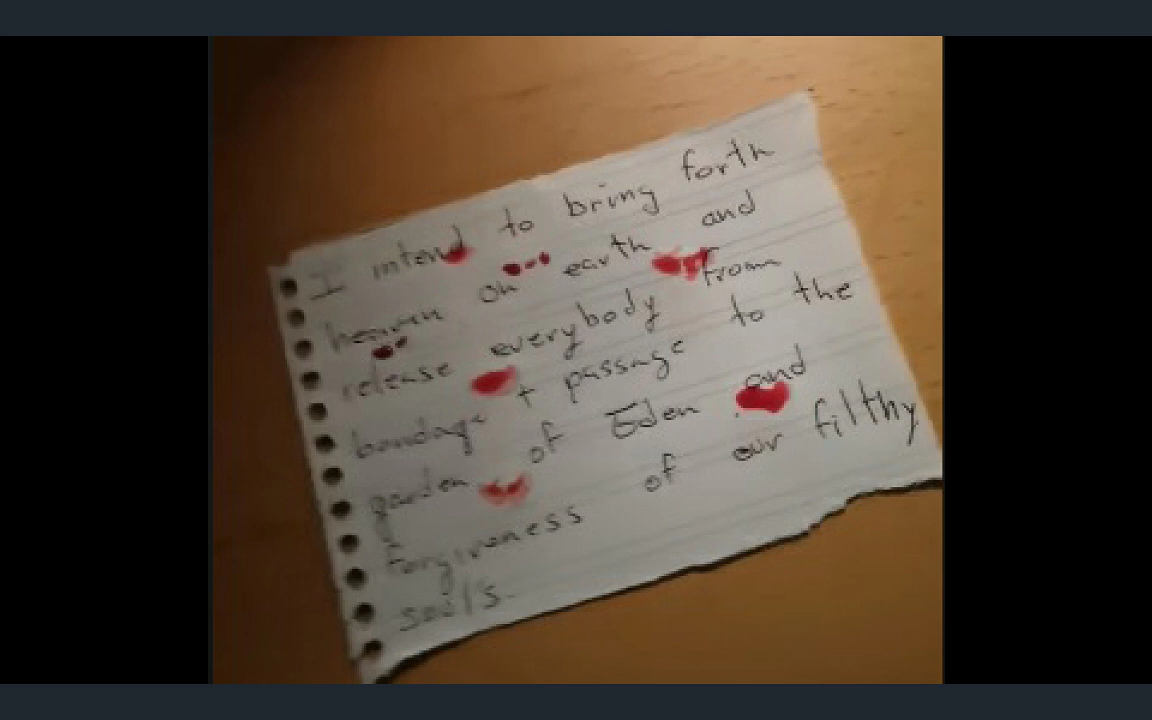 I intend to bring forth
heaven on earth and
release everybody from
bondage + passage to the
garden of Eden and
forgiveness of our filthy
souls.